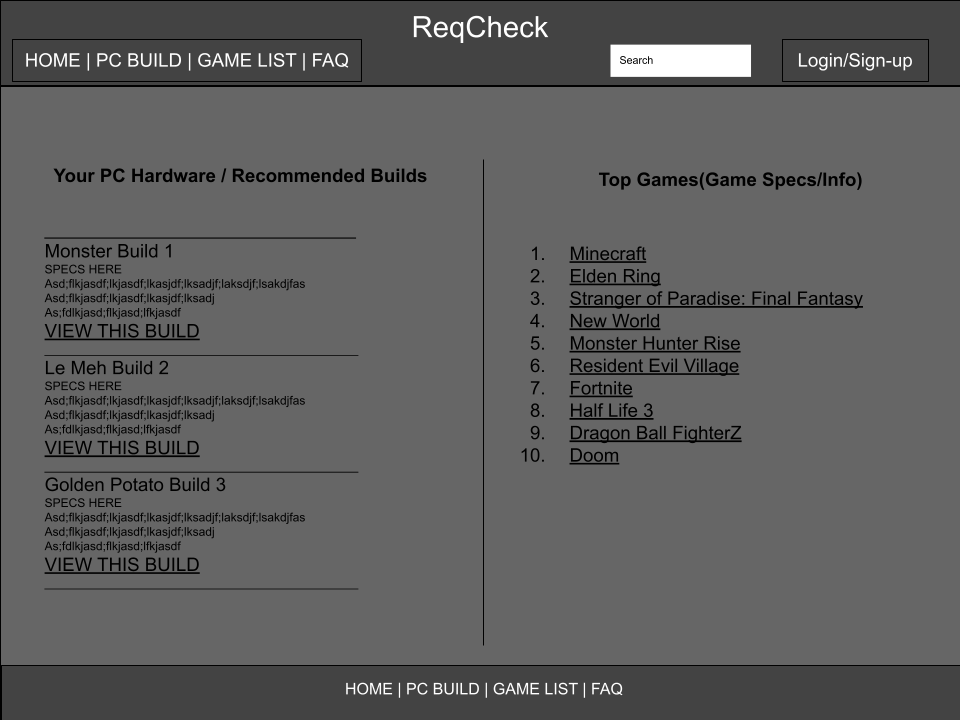 ReqCheck
HOME | PC BUILD | GAME LIST | FAQ
Search
Login/Sign-up
Your PC Hardware / Recommended Builds
Monster Build 1
SPECS HERE
Asd;flkjasdf;lkjasdf;lkasjdf;lksadjf;laksdjf;lsakdjfas
Asd;flkjasdf;lkjasdf;lkasjdf;lksadj
As;fdlkjasd;flkjasd;lfkjasdf
VIEW THIS BUILD
Le Meh Build 2
SPECS HERE
Asd;flkjasdf;lkjasdf;lkasjdf;lksadjf;laksdjf;lsakdjfas
Asd;flkjasdf;lkjasdf;lkasjdf;lksadj
As;fdlkjasd;flkjasd;lfkjasdf
VIEW THIS BUILD
Golden Potato Build 3
SPECS HERE
Asd;flkjasdf;lkjasdf;lkasjdf;lksadjf;laksdjf;lsakdjfas
Asd;flkjasdf;lkjasdf;lkasjdf;lksadj
As;fdlkjasd;flkjasd;lfkjasdf
VIEW THIS BUILD
Top Games(Game Specs/Info)
1. Minecraft
2. Elden Ring
3. Stranger of Paradise: Final Fantasy
4. New World
5. Monster Hunter Rise
6. Resident Evil Village
7. Fortnite
8. Half Life 3
9. Dragon Ball FighterZ
10. Doom
HOME | PC BUILD | GAME LIST | FAQ